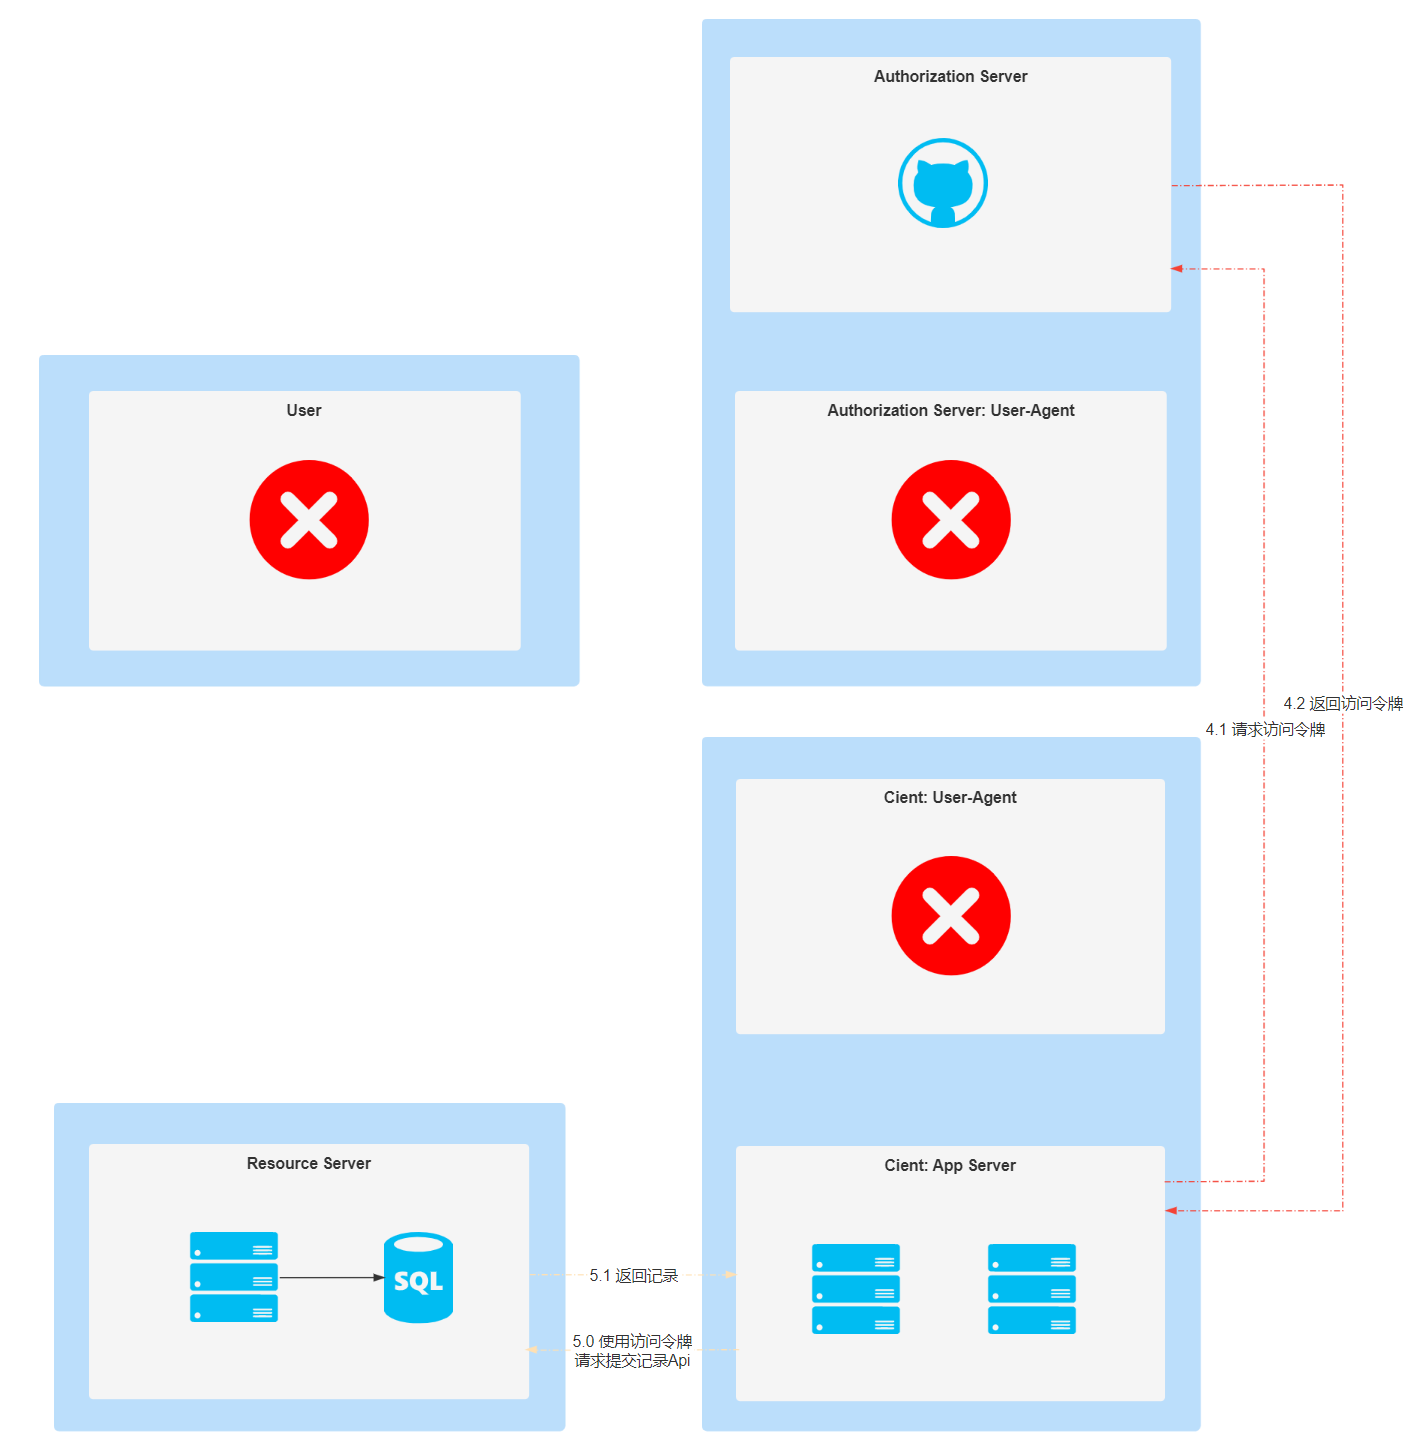 Authorization Server
User
Authorization Server: User-Agent
4.2 返回访问令牌
4.1 请求访问令牌
Cient: User-Agent
Resource Server
Cient: App Server
SQL
5.1 返回记录
5.0 使用访问令牌
请求提交记录Api